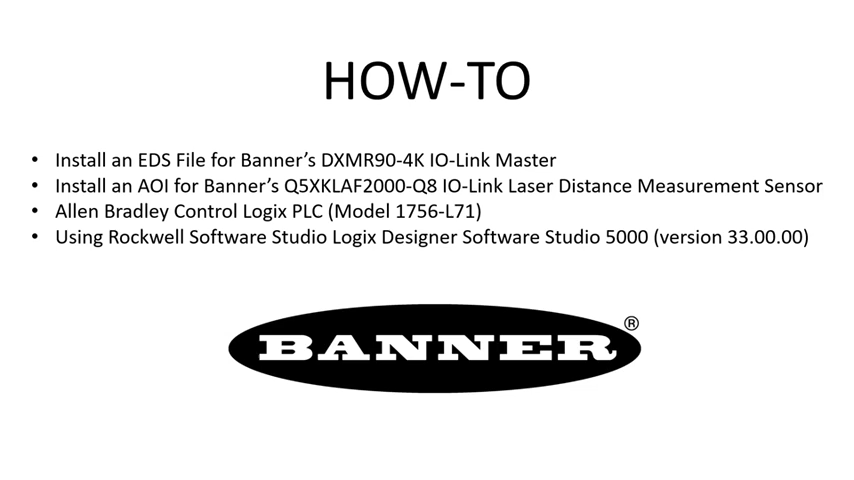 HOW-TO
• Install an EDS File for Banner’s DXMR90-4K IO-Link Master
• Install an AOI for Banner’s Q5XKLAF2000-Q8 IO-Link Laser Distance Measurement Sensor
• Allen Bradley Control Logix PLC (Model 1756-L71)
• Using Rockwell Software Studio Logix Designer Software Studio 5000 (version 33.00.00)
BANNER®